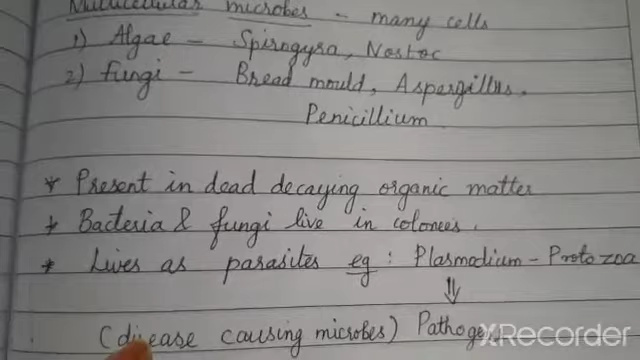 Multicellular microbes - many cells
1) Algae - Spirogyra, Nostoc
2) Fungi - Bread mould, Aspergillus,
Penicillium
* Present in dead decaying organic matter
* Bacteria & fungi live in colonees.
* Lives as parasites eg: Plasmodium - Protozoa
(disease causing microbes) Pathogen
XRecorder